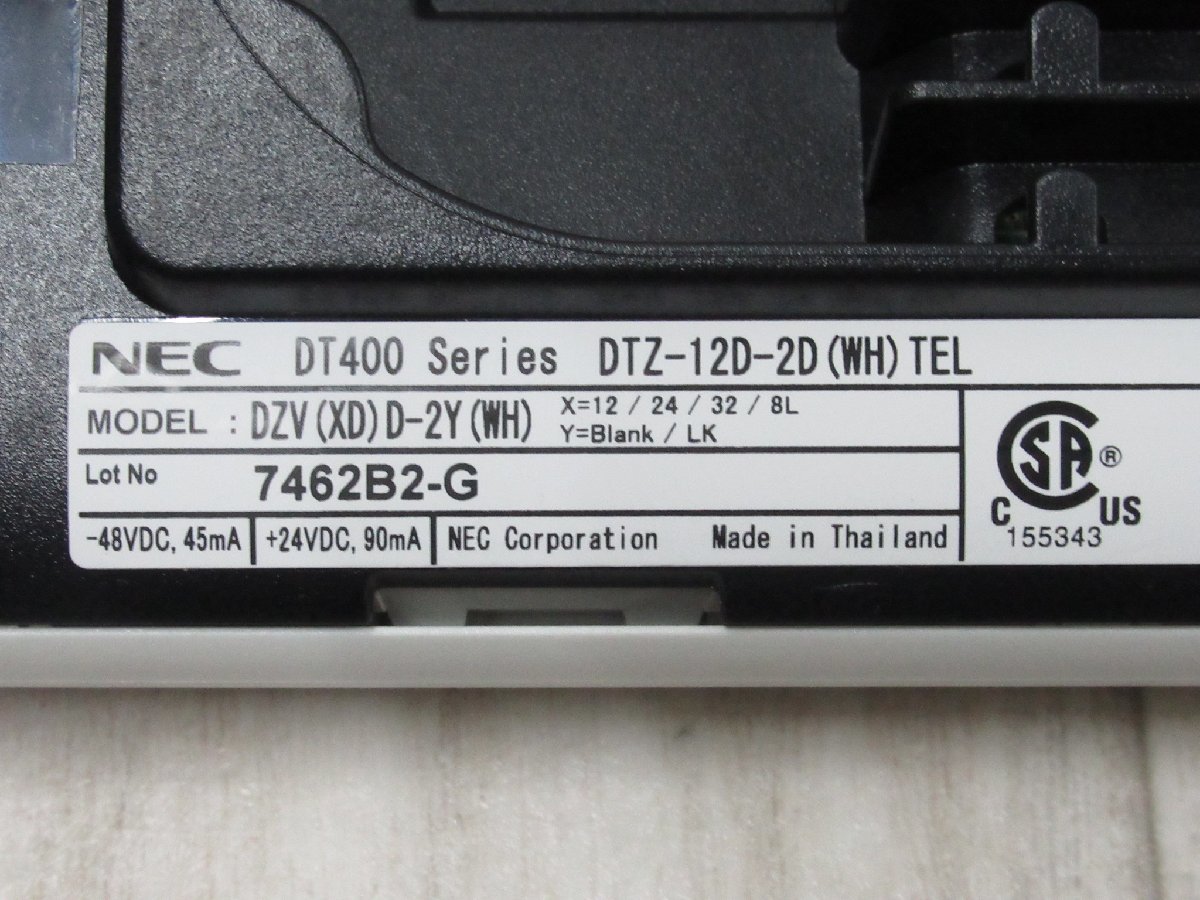 NEC DT400 Series DTZ-12D-2D(WH)TEL
MODEL : DZV(XD)D-2Y(WH) X=12 / 24 / 32 / 8L
Y=Blank / LK
Lot No 7462B2-G
-48VDC, 45mA +24VDC, 90mA NEC Corporation Made in Thailand
CSA ®
C US
155343